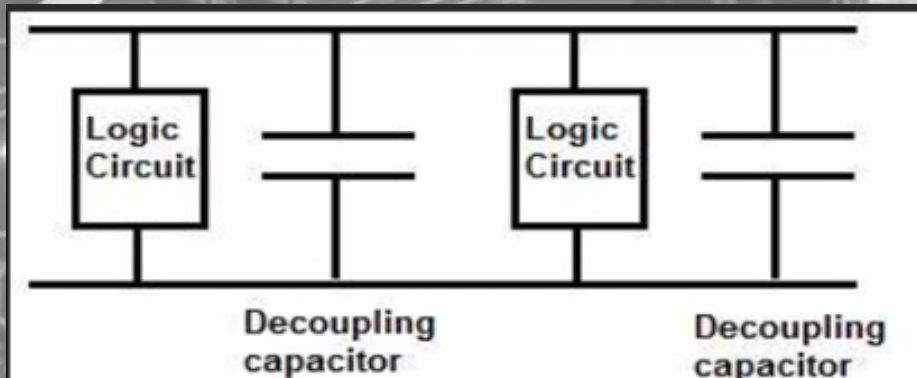 Logic
Circuit
Logic
Circuit
Decoupling
capacitor
Decoupling
capacitor